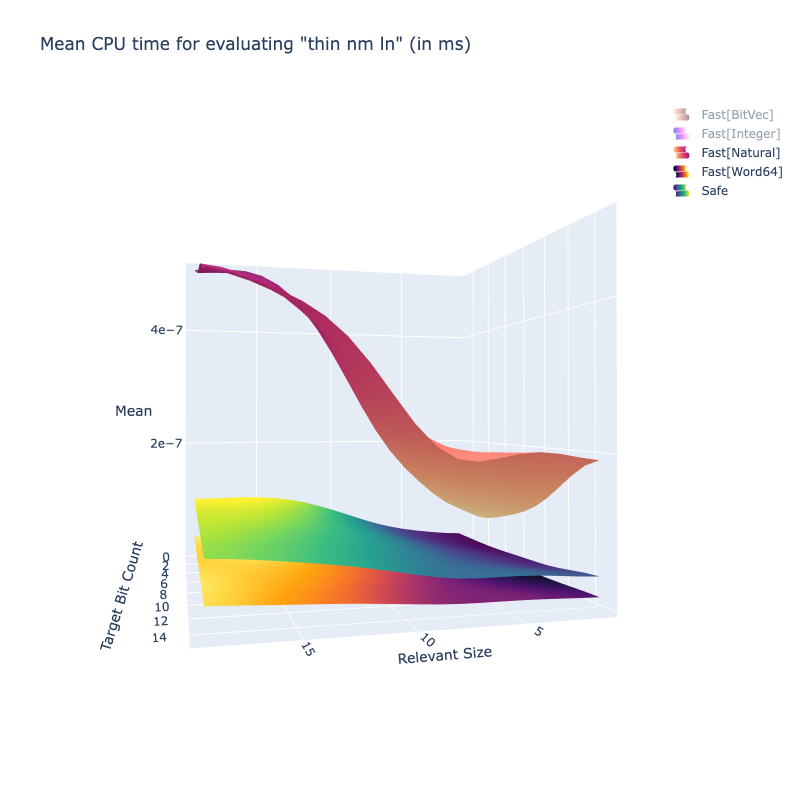 Mean CPU time for evaluating "thin nm ln" (in ms)
Fast[BitVec]
Fast[Integer]
Fast[Natural]
Fast[Word64]
Safe
4e−7
Mean
2e−7
0
2
4
6
8
10
12
14
Target Bit Count
15
10
5
Relevant Size